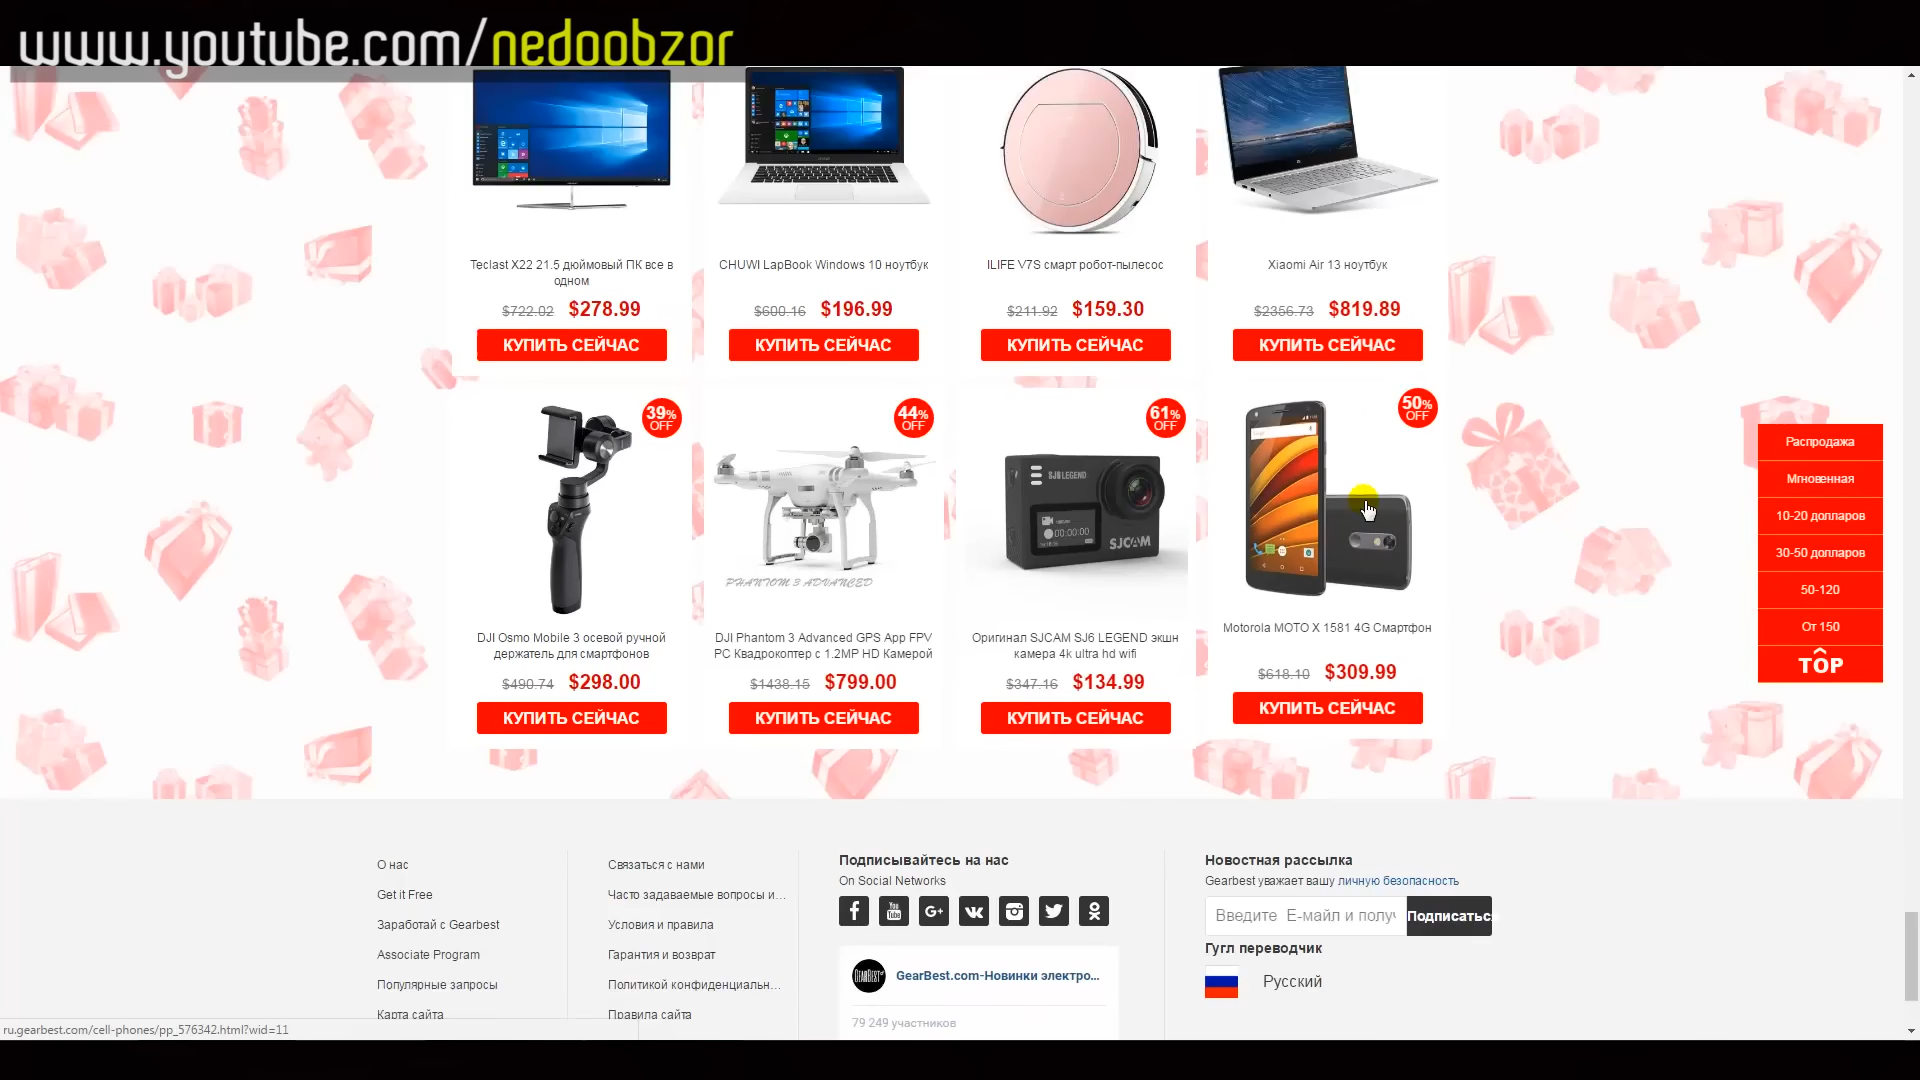 www.youtube.com/nedoobzor
Teclast X22 21.5 дюймовый ПК все в
одном
$722.02 $278.99
КУПИТЬ СЕЙЧАС
CHUWI LapBook Windows 10 ноутбук
$600.16 $196.99
КУПИТЬ СЕЙЧАС
ILIFE V7S смарт робот-пылесос
$211.92 $159.30
КУПИТЬ СЕЙЧАС
Xiaomi Air 13 ноутбук
$2356.73 $819.89
КУПИТЬ СЕЙЧАС
39%
OFF
DJI Osmo Mobile 3 осевой ручной
держатель для смартфонов
$490.74 $298.00
КУПИТЬ СЕЙЧАС
44%
OFF
PHANTOM 3 ADVANCED
DJI Phantom 3 Advanced GPS App FPV
РС Квадрокоптер с 1.2MP HD Камерой
$1438.15 $799.00
КУПИТЬ СЕЙЧАС
61%
OFF
SJ6 LEGEND
00:00:00
SJCAM
Оригинал SJCAM SJ6 LEGEND экшн
камера 4k ultra hd wifi
$347.16 $134.99
КУПИТЬ СЕЙЧАС
50%
OFF
Motorola MOTO X 1581 4G Смартфон
$618.10 $309.99
КУПИТЬ СЕЙЧАС
Распродажа
Мгновенная
10-20 долларов
30-50 долларов
50-120
От 150
TOP
О нас
Get it Free
Заработай с Gearbest
Associate Program
Популярные запросы
Карта сайта
Связаться с нами
Часто задаваемые вопросы и...
Условия и правила
Гарантия и возврат
Политикой конфиденциальн...
Правила сайта
Подписывайтесь на нас
On Social Networks
You
Tube
G+
GEARBEST
GearBest.com-Новинки электро...
79 249 участников
Новостная рассылка
Gearbest уважает вашу личную безопасность
Введите Е-майл и получ
Подписатьс
Гугл переводчик
Русский
ru.gearbest.com/cell-phones/pp_576342.html?wid=11